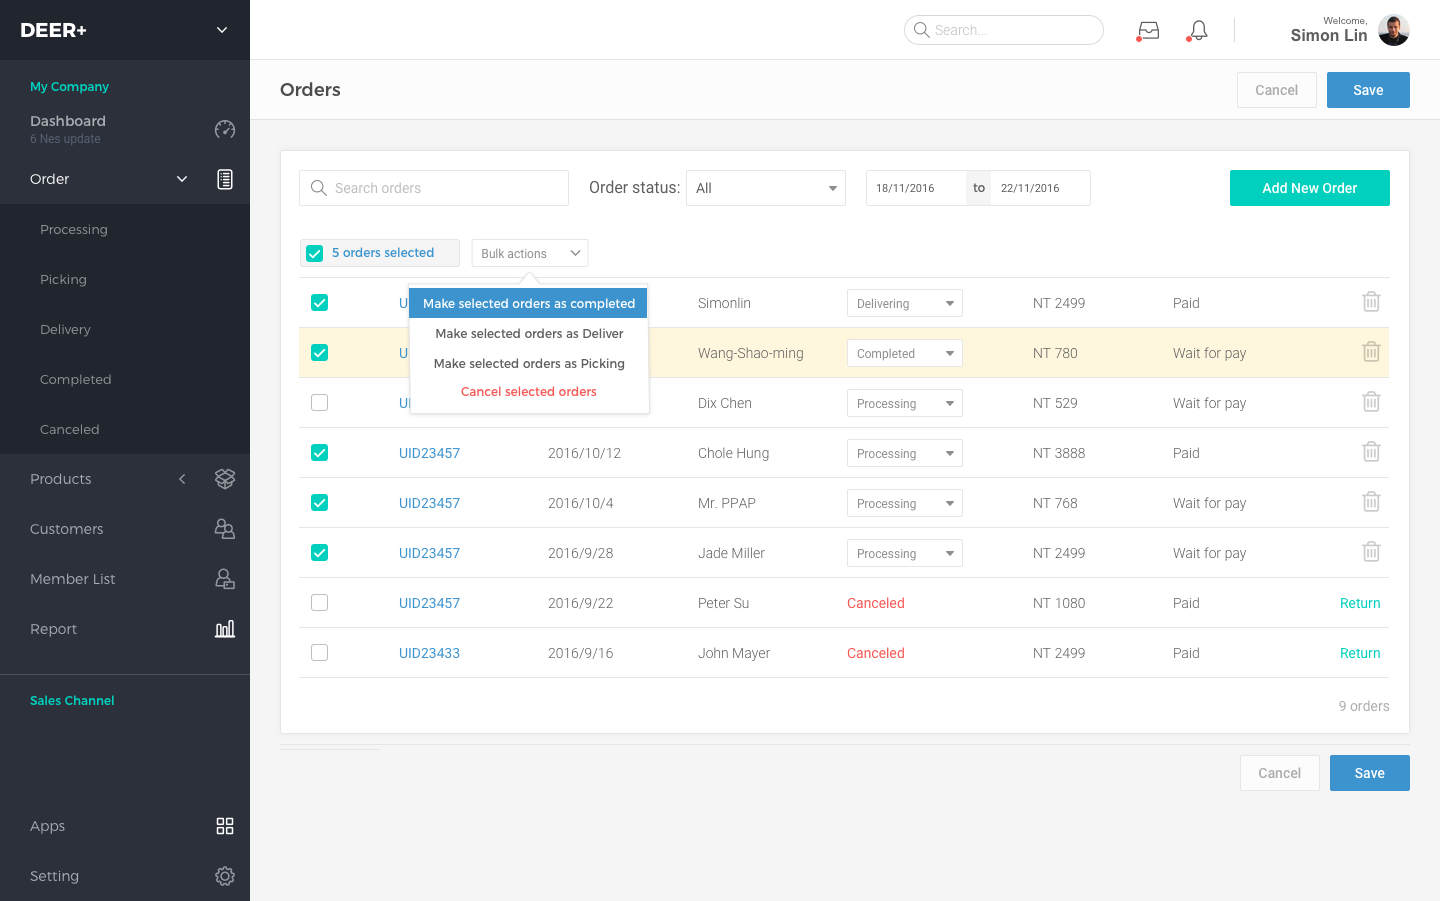 DEER+
Search...
Welcome,
Simon Lin
My Company
Dashboard
6 Nes update
Order
Processing
Picking
Delivery
Completed
Canceled
Products
Customers
Member List
Report
Sales Channel
Apps
Setting
Orders
Cancel
Save
Search orders
Order status:
All
18/11/2016
to
22/11/2016
Add New Order
5 orders selected
Bulk actions
Make selected orders as completed
Make selected orders as Deliver
Make selected orders as Picking
Cancel selected orders
Simonlin Delivering NT 2499 Paid
Wang-Shao-ming Completed NT 780 Wait for pay
Dix Chen Processing NT 529 Wait for pay
UID23457 2016/10/12 Chole Hung Processing NT 3888 Paid
UID23457 2016/10/4 Mr. PPAP Processing NT 768 Wait for pay
UID23457 2016/9/28 Jade Miller Processing NT 2499 Wait for pay
UID23457 2016/9/22 Peter Su Canceled NT 1080 Paid Return
UID23433 2016/9/16 John Mayer Canceled NT 2499 Paid Return
9 orders
Cancel
Save